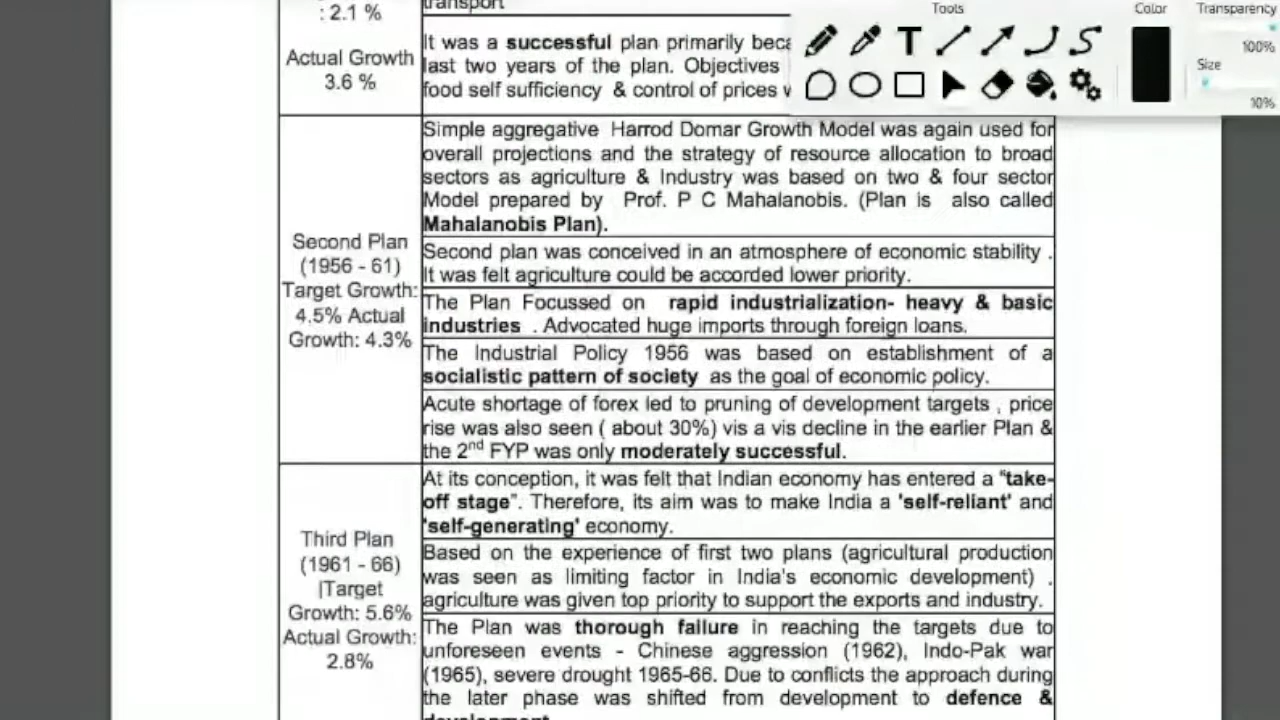 transport
: 2.1 %
Actual Growth
3.6 %
It was a successful plan primarily
last two years of the plan. Objectives
food self sufficiency & control of prices
Tools
Color
Transparency
100%
Size
10%
Second Plan
(1956 - 61)
Target Growth:
4.5% Actual
Growth: 4.3%
Simple aggregative Harrod Domar Growth Model was again used for
overall projections and the strategy of resource allocation to broad
sectors as agriculture & Industry was based on two & four sector
Model prepared by Prof. P C Mahalanobis. (Plan is also called
Mahalanobis Plan).
Second plan was conceived in an atmosphere of economic stability .
It was felt agriculture could be accorded lower priority.
The Plan Focussed on rapid industrialization- heavy & basic
industries . Advocated huge imports through foreign loans.
The Industrial Policy 1956 was based on establishment of a
socialistic pattern of society as the goal of economic policy.
Acute shortage of forex led to pruning of development targets , price
rise was also seen ( about 30%) vis a vis decline in the earlier Plan &
the 2nd FYP was only moderately successful.
Third Plan
(1961 - 66)
|Target
Growth: 5.6%
Actual Growth:
2.8%
At its conception, it was felt that Indian economy has entered a "take-
off stage". Therefore, its aim was to make India a 'self-reliant' and
'self-generating' economy.
Based on the experience of first two plans (agricultural production
was seen as limiting factor in India's economic development) ,
agriculture was given top priority to support the exports and industry.
The Plan was thorough failure in reaching the targets due to
unforeseen events - Chinese aggression (1962), Indo-Pak war
(1965), severe drought 1965-66. Due to conflicts the approach during
the later phase was shifted from development to defence &
development